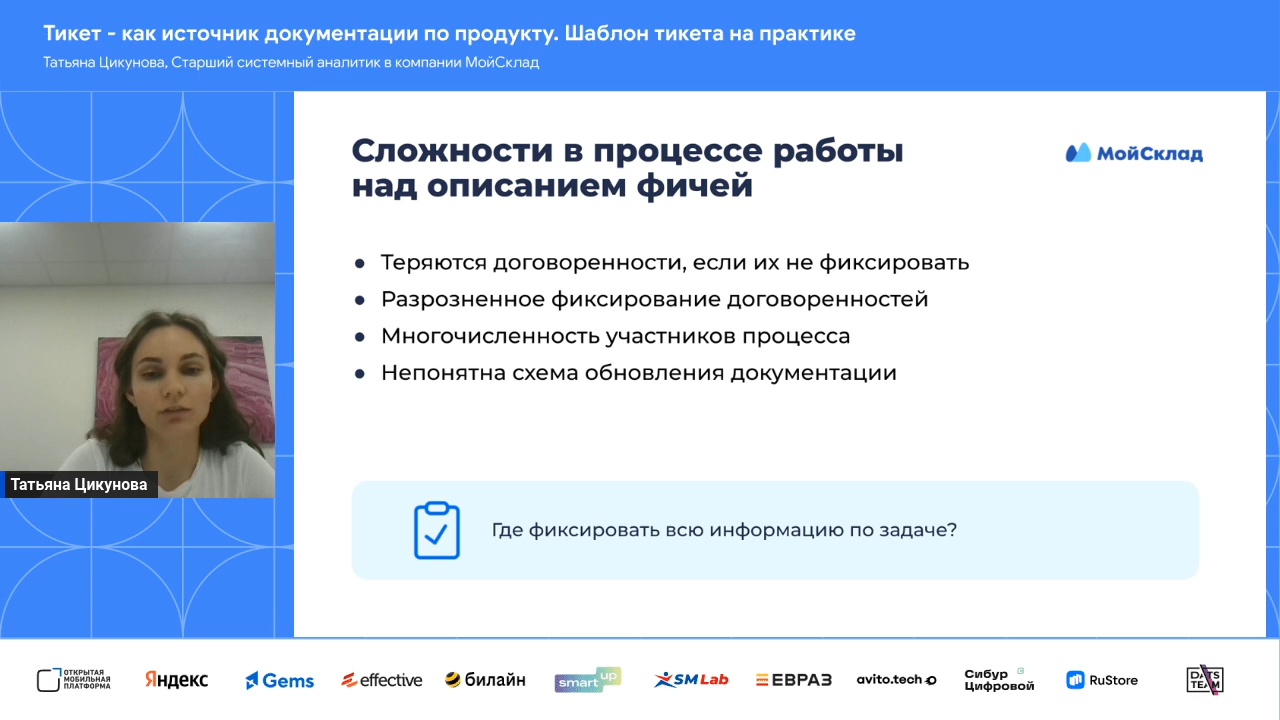 Тикет - как источник документации по продукту. Шаблон тикета на практике
Татьяна Цикунова, Старший системный аналитик в компании МойСклад
Сложности в процессе работы
над описанием фичей
МойСклад
Теряются договоренности, если их не фиксировать
Разрозненное фиксирование договоренностей
Многочисленность участников процесса
Непонятна схема обновления документации
Татьяна Цикунова
Где фиксировать всю информацию по задаче?
ОТКРЫТАЯ
МОБИЛЬНАЯ
ПЛАТФОРМА
Яндекс
Gems
effective
билайн
smart up
SM Lab
ЕВРАЗ
avito.tech
Сибур
Цифровой
RuStore
DATS
TEAM